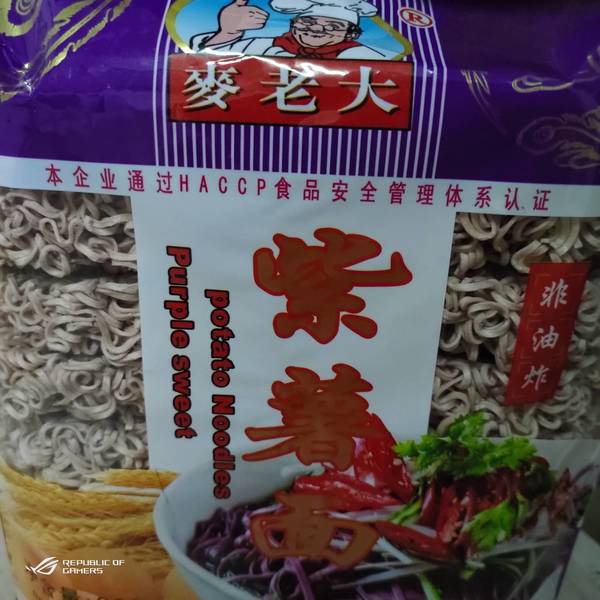 ®
麥老大
本企业通过HACCP食品安全管理体系认证
紫薯面
Purple sweet
potato Noodles
非油炸
REPUBLIC OF
GAMERS